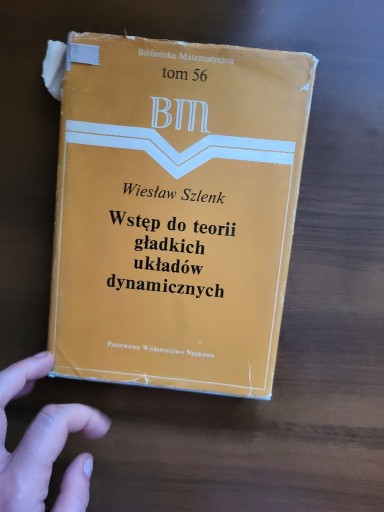 Biblioteka Matematyczna
tom 56
BM
Wiesław Szlenk
Wstęp do teorii
gładkich
układów
dynamicznych
Państwowe Wydawnictwo Naukowe